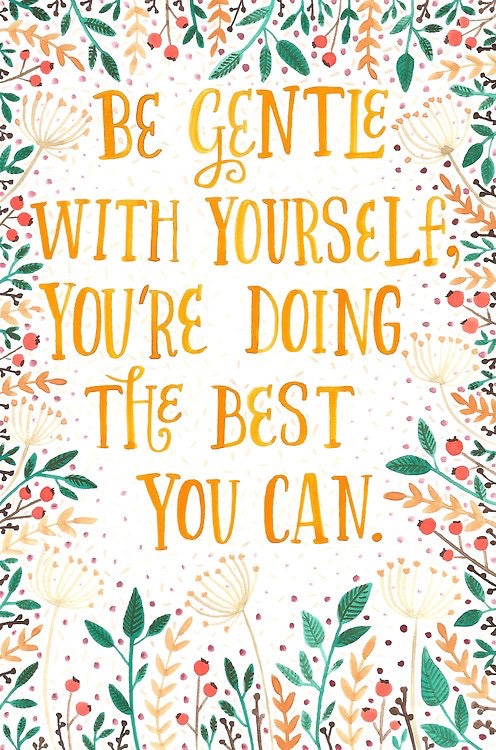 BE GENTLE
WITH YOURSELF,
YOU'RE DOING
THE BEST
YOU CAN.